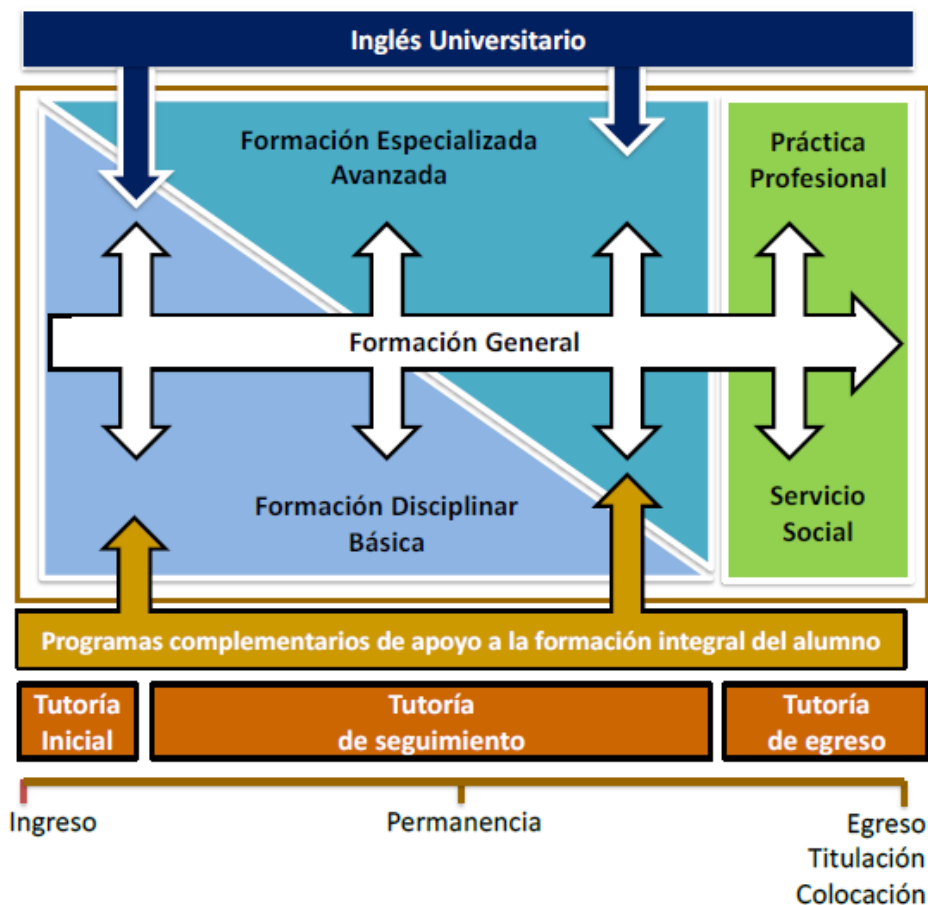 Inglés Universitario
Formación Especializada
Avanzada
Práctica
Profesional
Formación General
Formación Disciplinar
Básica
Servicio
Social
Programas complementarios de apoyo a la formación integral del alumno
Tutoría
Inicial
Tutoría
de seguimiento
Tutoría
de egreso
Ingreso
Permanencia
Egreso
Titulación
Colocación